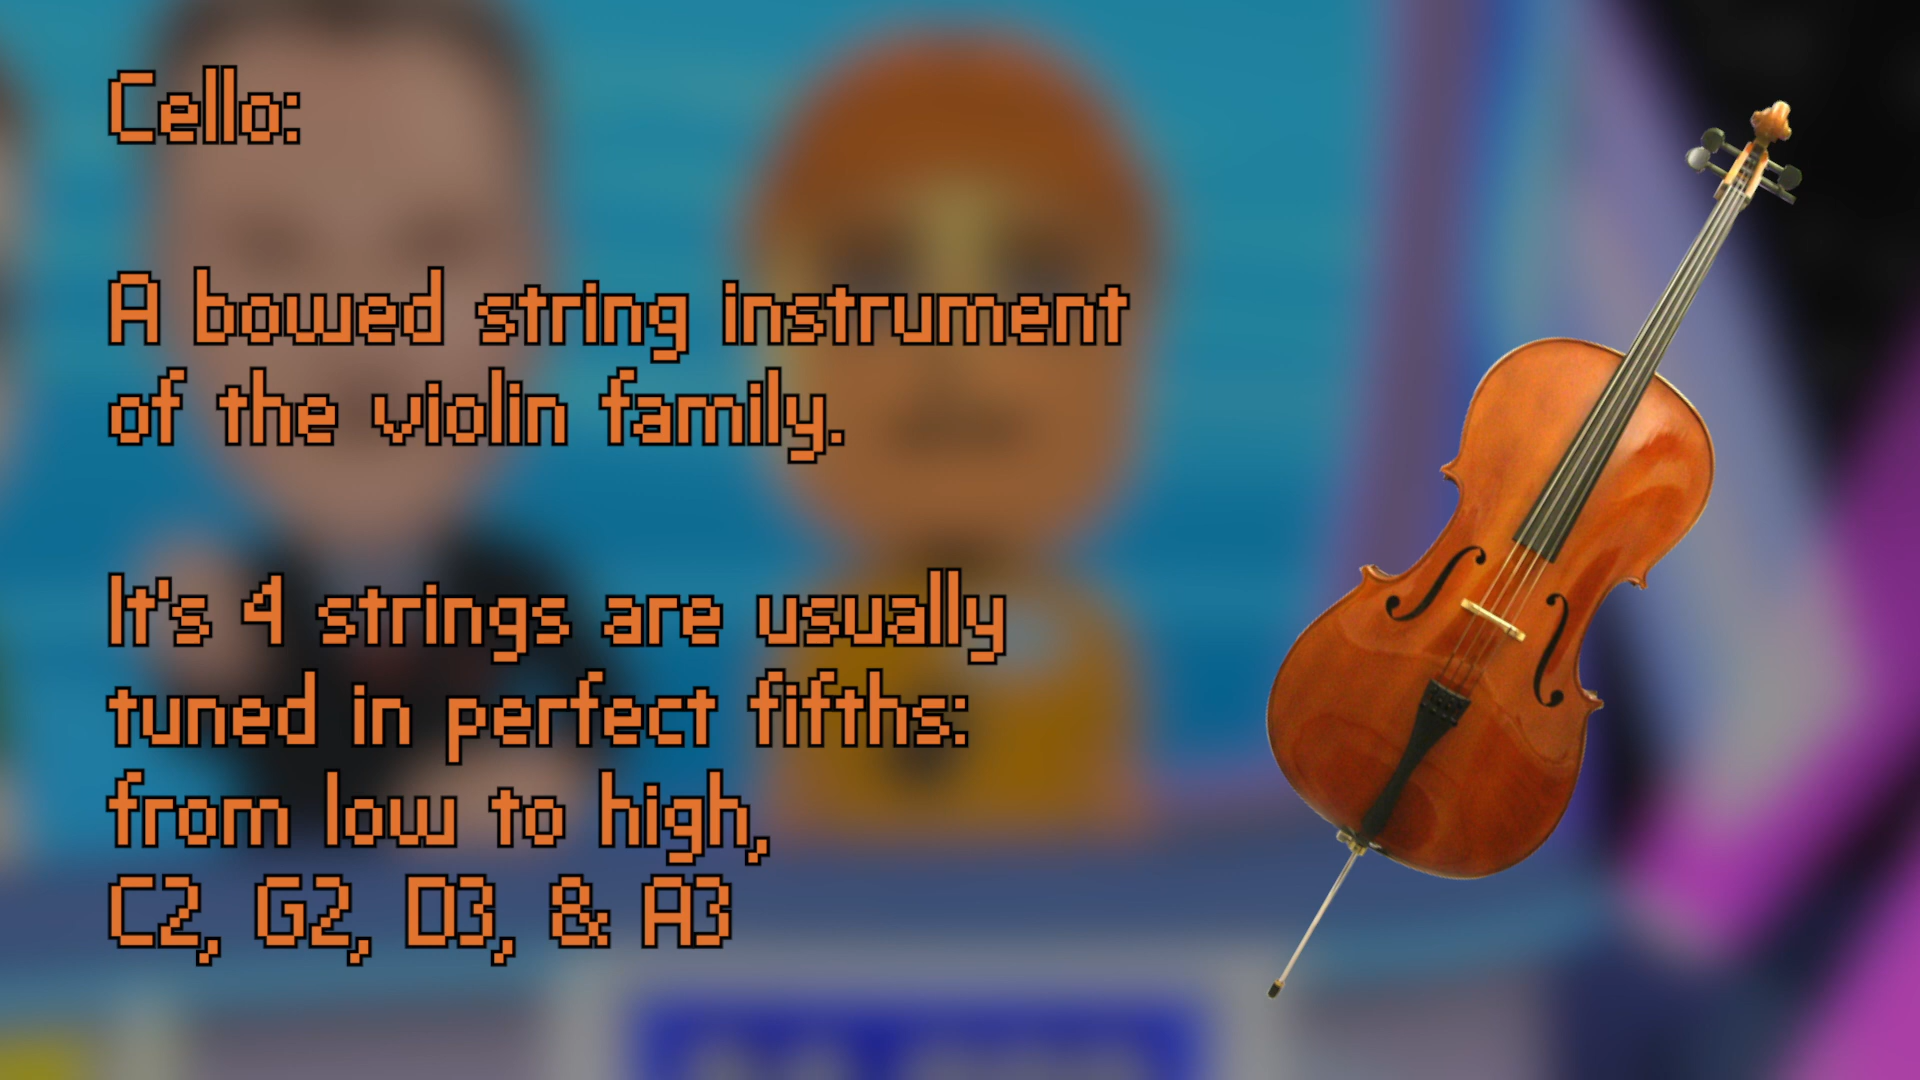 Cello:
A bowed string instrument
of the violin family.
It's 4 strings are usually
tuned in perfect fifths:
from low to high,
C2, G2, D3, & A3